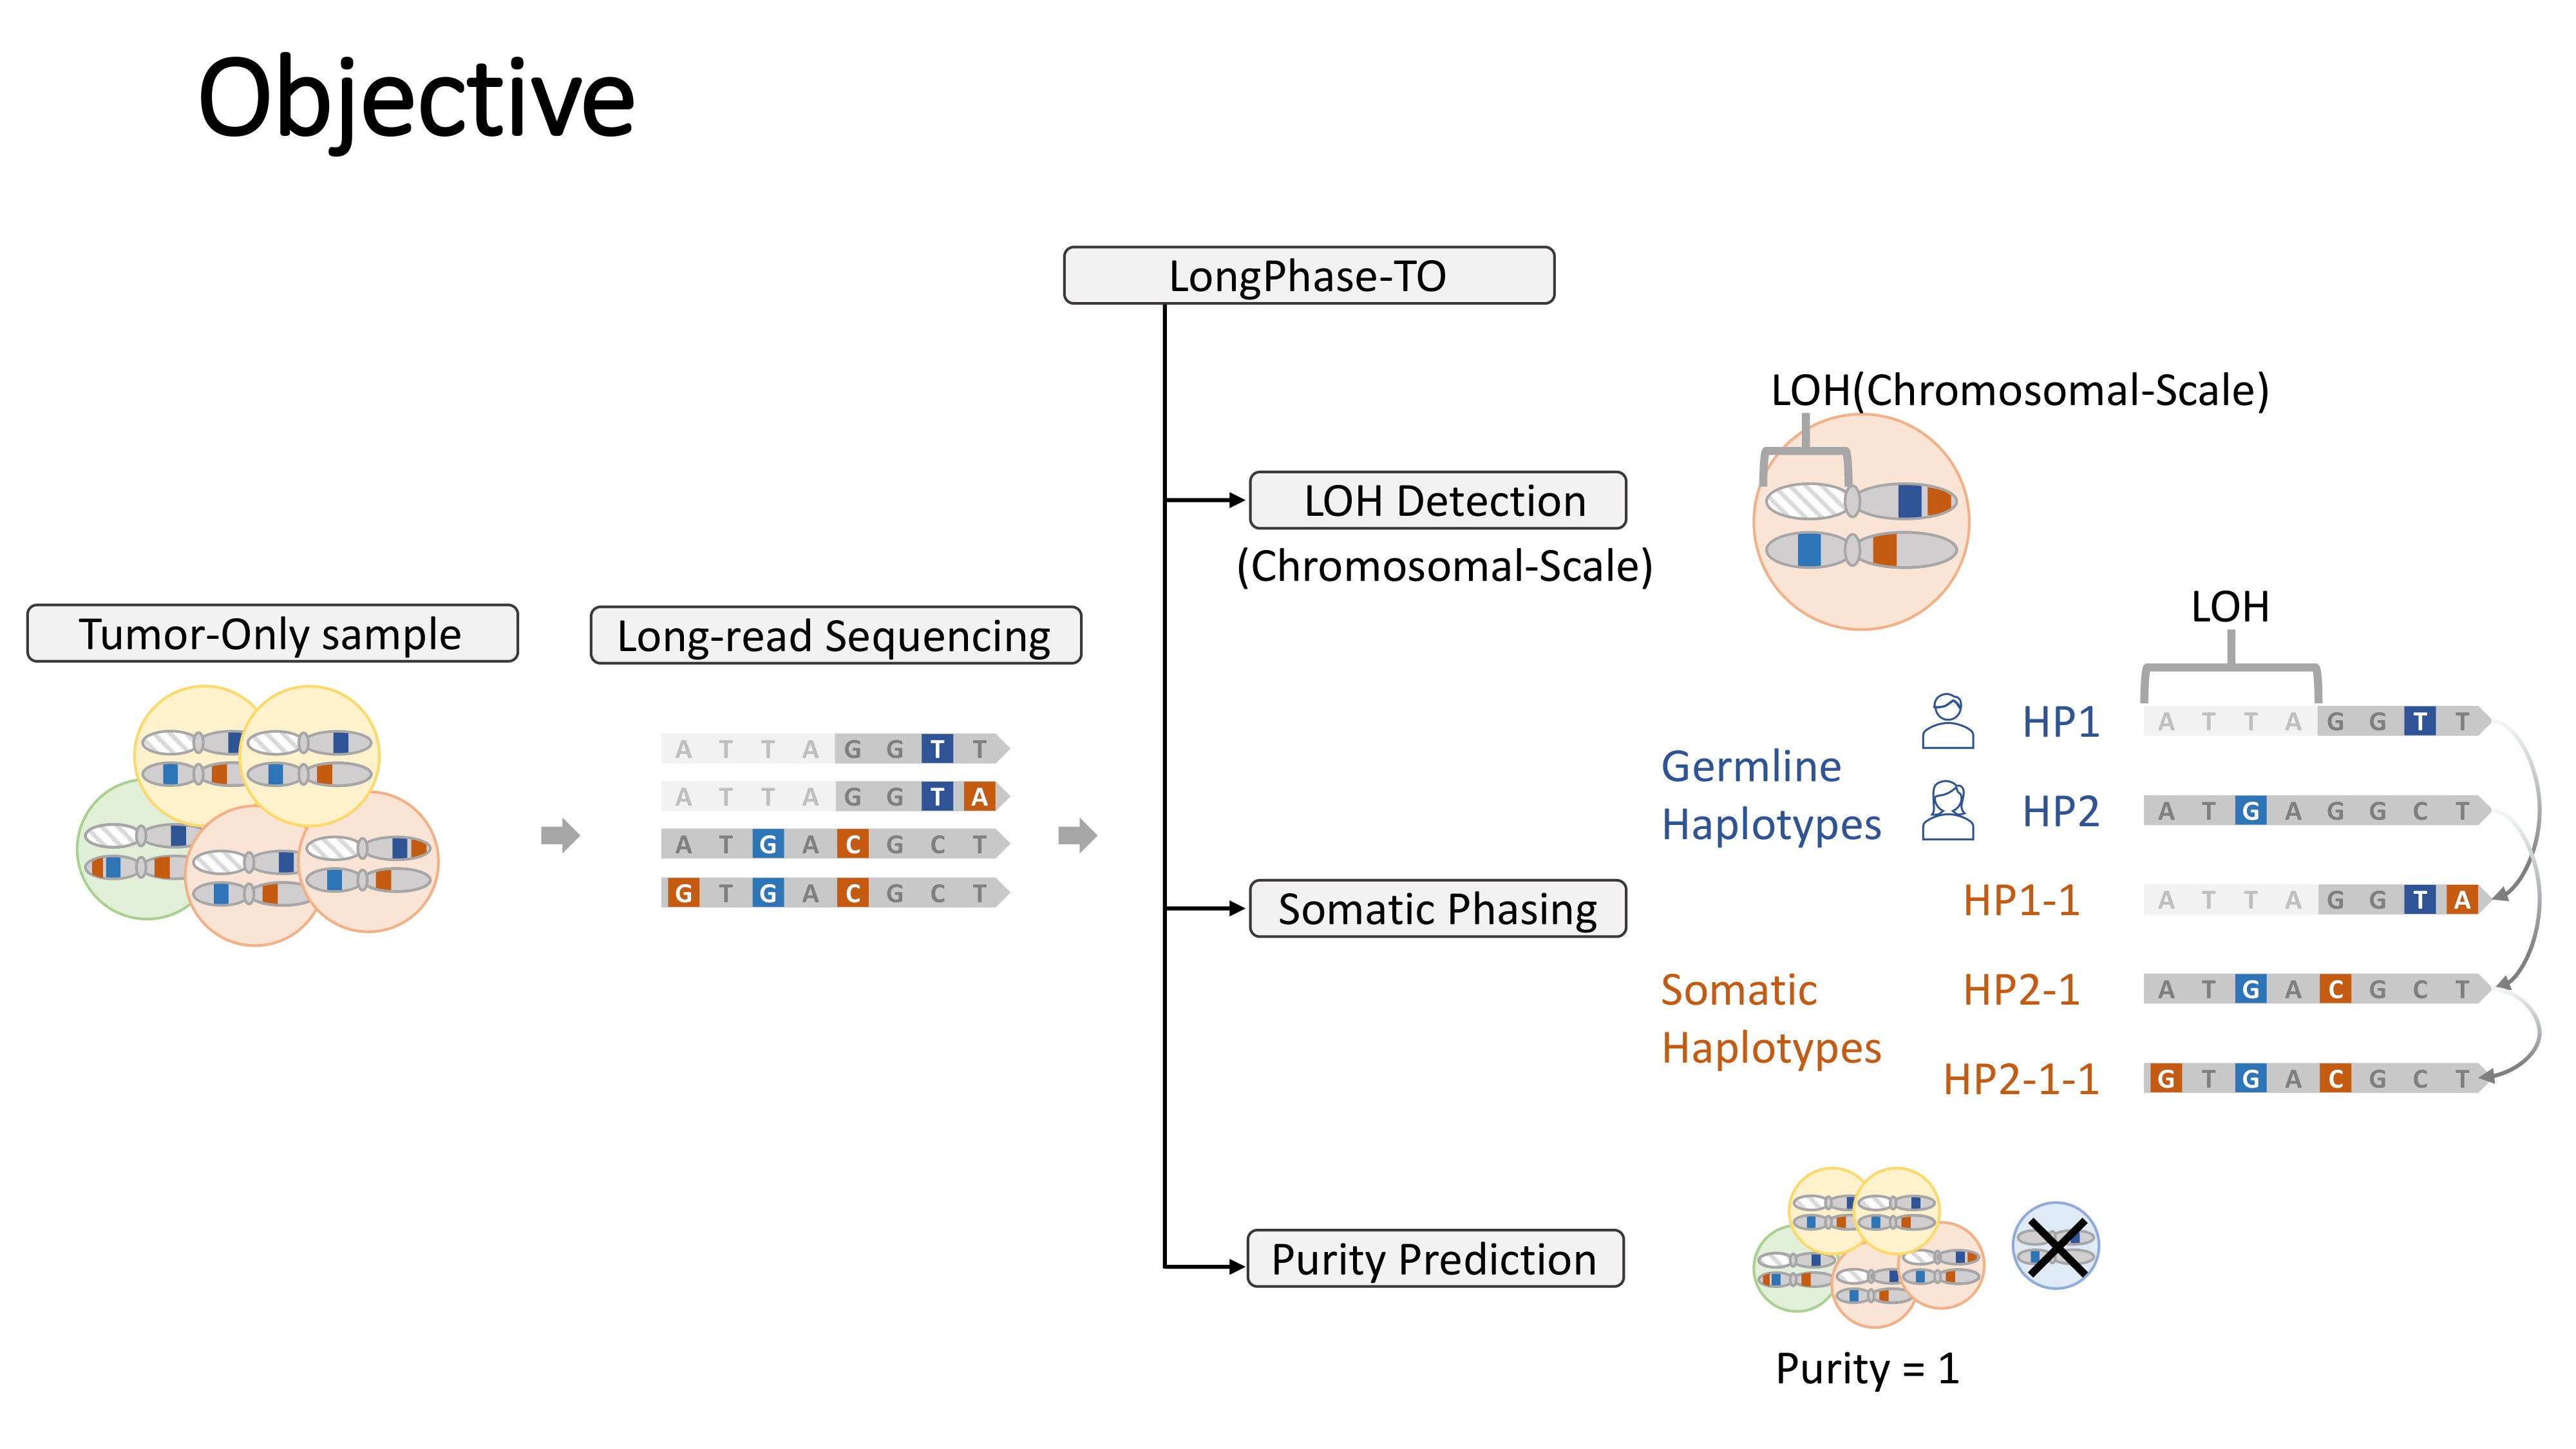 Objective
LongPhase-TO
LOH(Chromosomal-Scale)
LOH Detection
(Chromosomal-Scale)
Tumor-Only sample
Long-read Sequencing
A T T A G G T T
A T T A G G T A
A T G A C G C T
G T G A C G C T
LOH
Germline
Haplotypes
HP1
A T T A G G T T
HP2
A T G A G G C T
Somatic Phasing
HP1-1
A T T A G G T A
Somatic
Haplotypes
HP2-1
A T G A C G C T
HP2-1-1
G T G A C G C T
Purity Prediction
Purity = 1